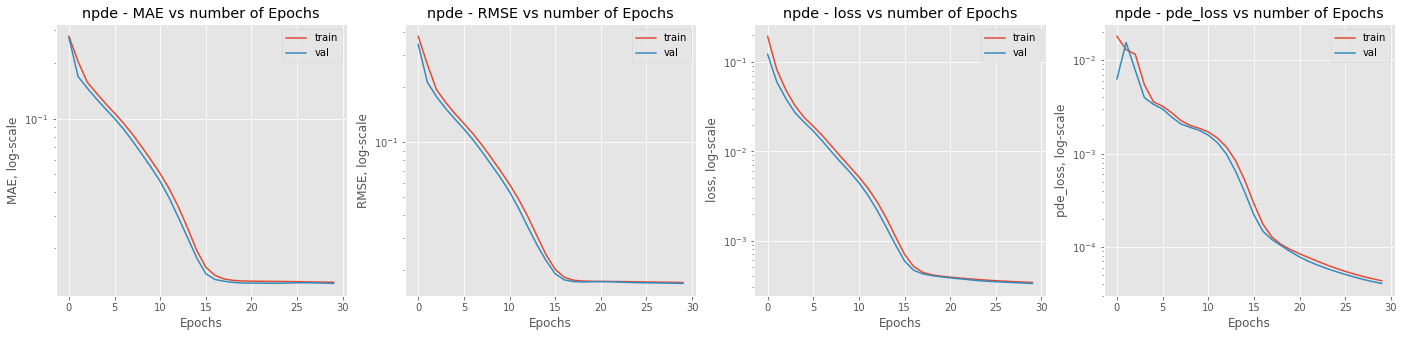 npde - MAE vs number of Epochs
MAE, log-scale
10⁻¹
train
val
0 5 10 15 20 25 30
Epochs
npde - RMSE vs number of Epochs
RMSE, log-scale
10⁻¹
train
val
0 5 10 15 20 25 30
Epochs
npde - loss vs number of Epochs
loss, log-scale
10⁻¹
10⁻²
10⁻³
train
val
0 5 10 15 20 25 30
Epochs
npde - pde_loss vs number of Epochs
pde_loss, log-scale
10⁻²
10⁻³
10⁻⁴
train
val
0 5 10 15 20 25 30
Epochs